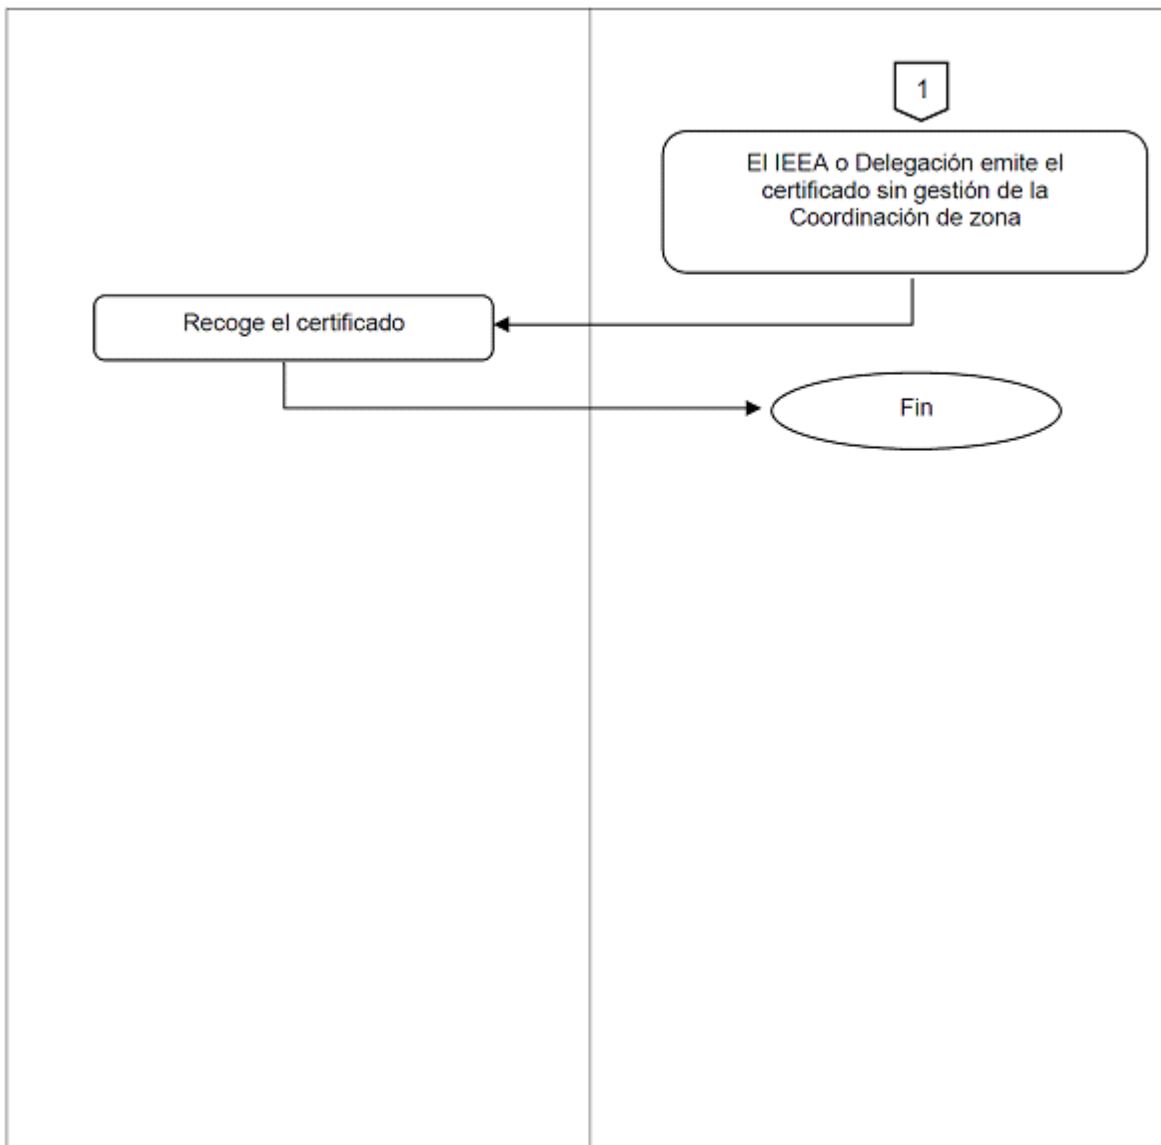 1
El IEEA o Delegación emite el
certificado sin gestión de la
Coordinación de zona
Recoge el certificado
Fin